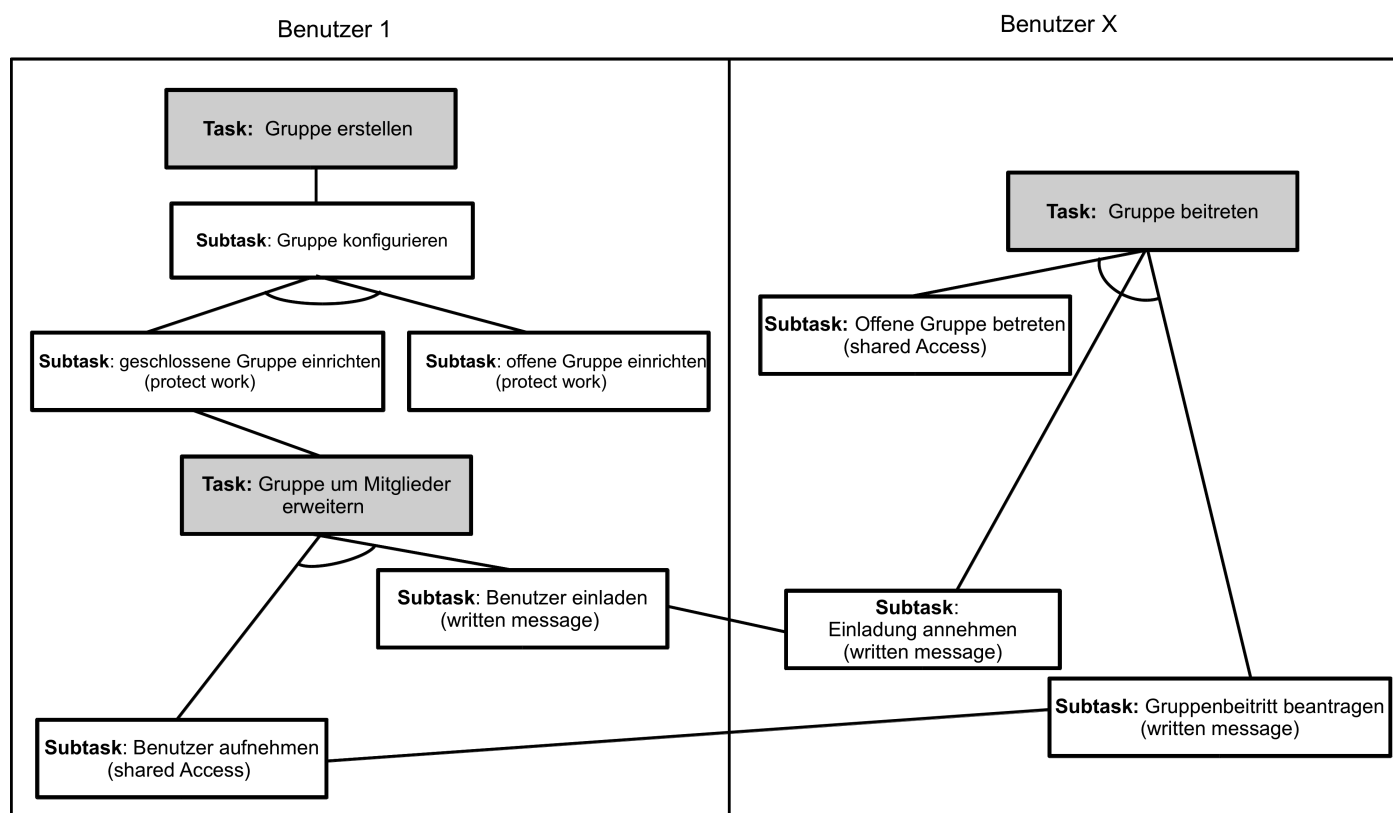 Benutzer 1
Benutzer X
Task: Gruppe erstellen
Subtask: Gruppe konfigurieren
Subtask: geschlossene Gruppe einrichten
(protect work)
Subtask: offene Gruppe einrichten
(protect work)
Task: Gruppe um Mitglieder
erweitern
Subtask: Benutzer einladen
(written message)
Subtask: Benutzer aufnehmen
(shared Access)
Task: Gruppe beitreten
Subtask: Offene Gruppe betreten
(shared Access)
Subtask:
Einladung annehmen
(written message)
Subtask: Gruppenbeitritt beantragen
(written message)